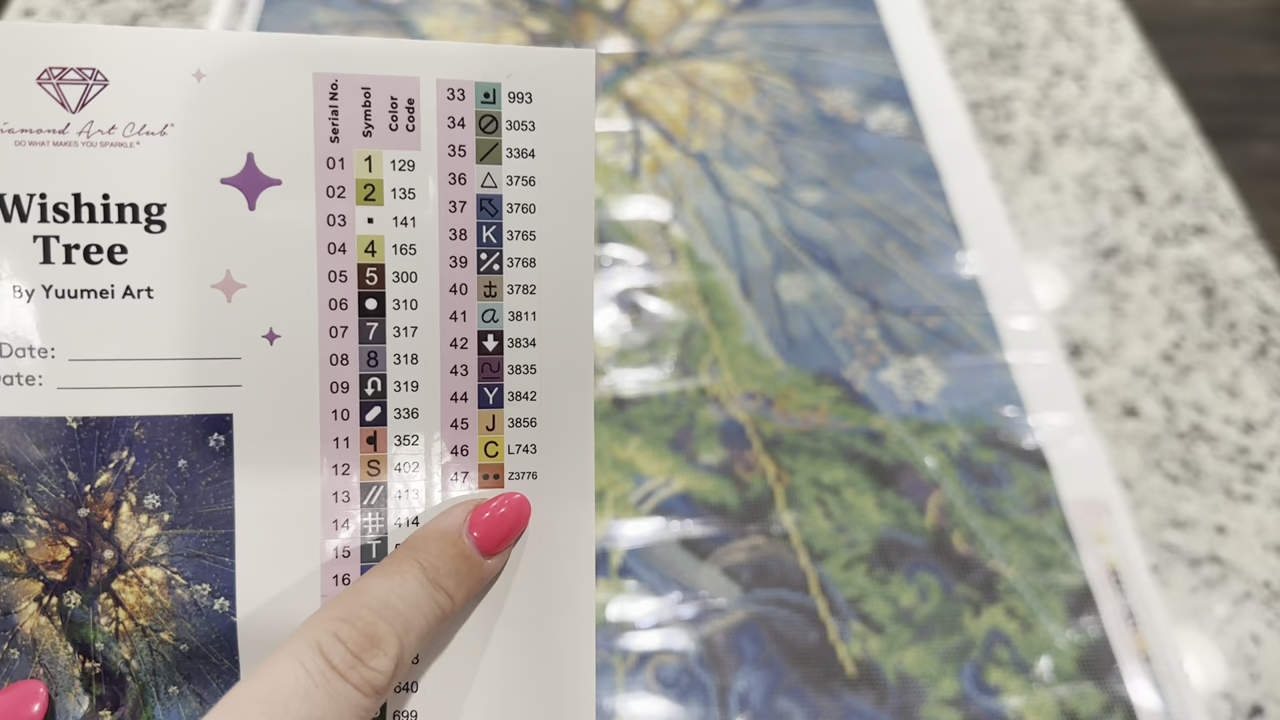 Diamond Art Club
DO WHAT MAKES YOU SPARKLE
Wishing
Tree
By Yuumei Art
Date:
Date:
Serial No. Symbol Color Code
01 1 129
02 2 135
03 ▪ 141
04 4 165
05 5 300
06 ● 310
07 7 317
08 8 318
09 319
10 336
11 352
12 S 402
13 // 413
14 # 414
15 T
16
640
699
33 993
34 ⊘ 3053
35 / 3364
36 △ 3756
37 3760
38 K 3765
39 3768
40 3782
41 a 3811
42 3834
43 3835
44 Y 3842
45 J 3856
46 C L743
47 •• Z3776